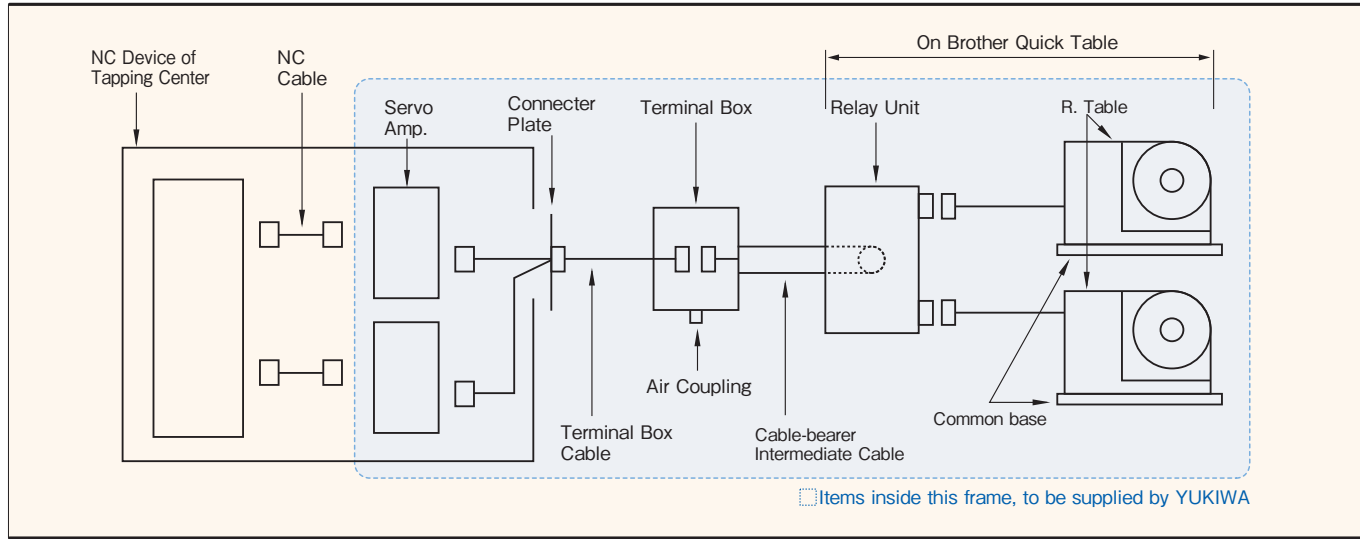 On Brother Quick Table
NC Device of
Tapping Center
NC
Cable
Servo
Amp.
Connecter
Plate
Terminal Box
Relay Unit
R. Table
Air Coupling
Terminal Box
Cable
Cable-bearer
Intermediate Cable
Common base
Items inside this frame, to be supplied by YUKIWA